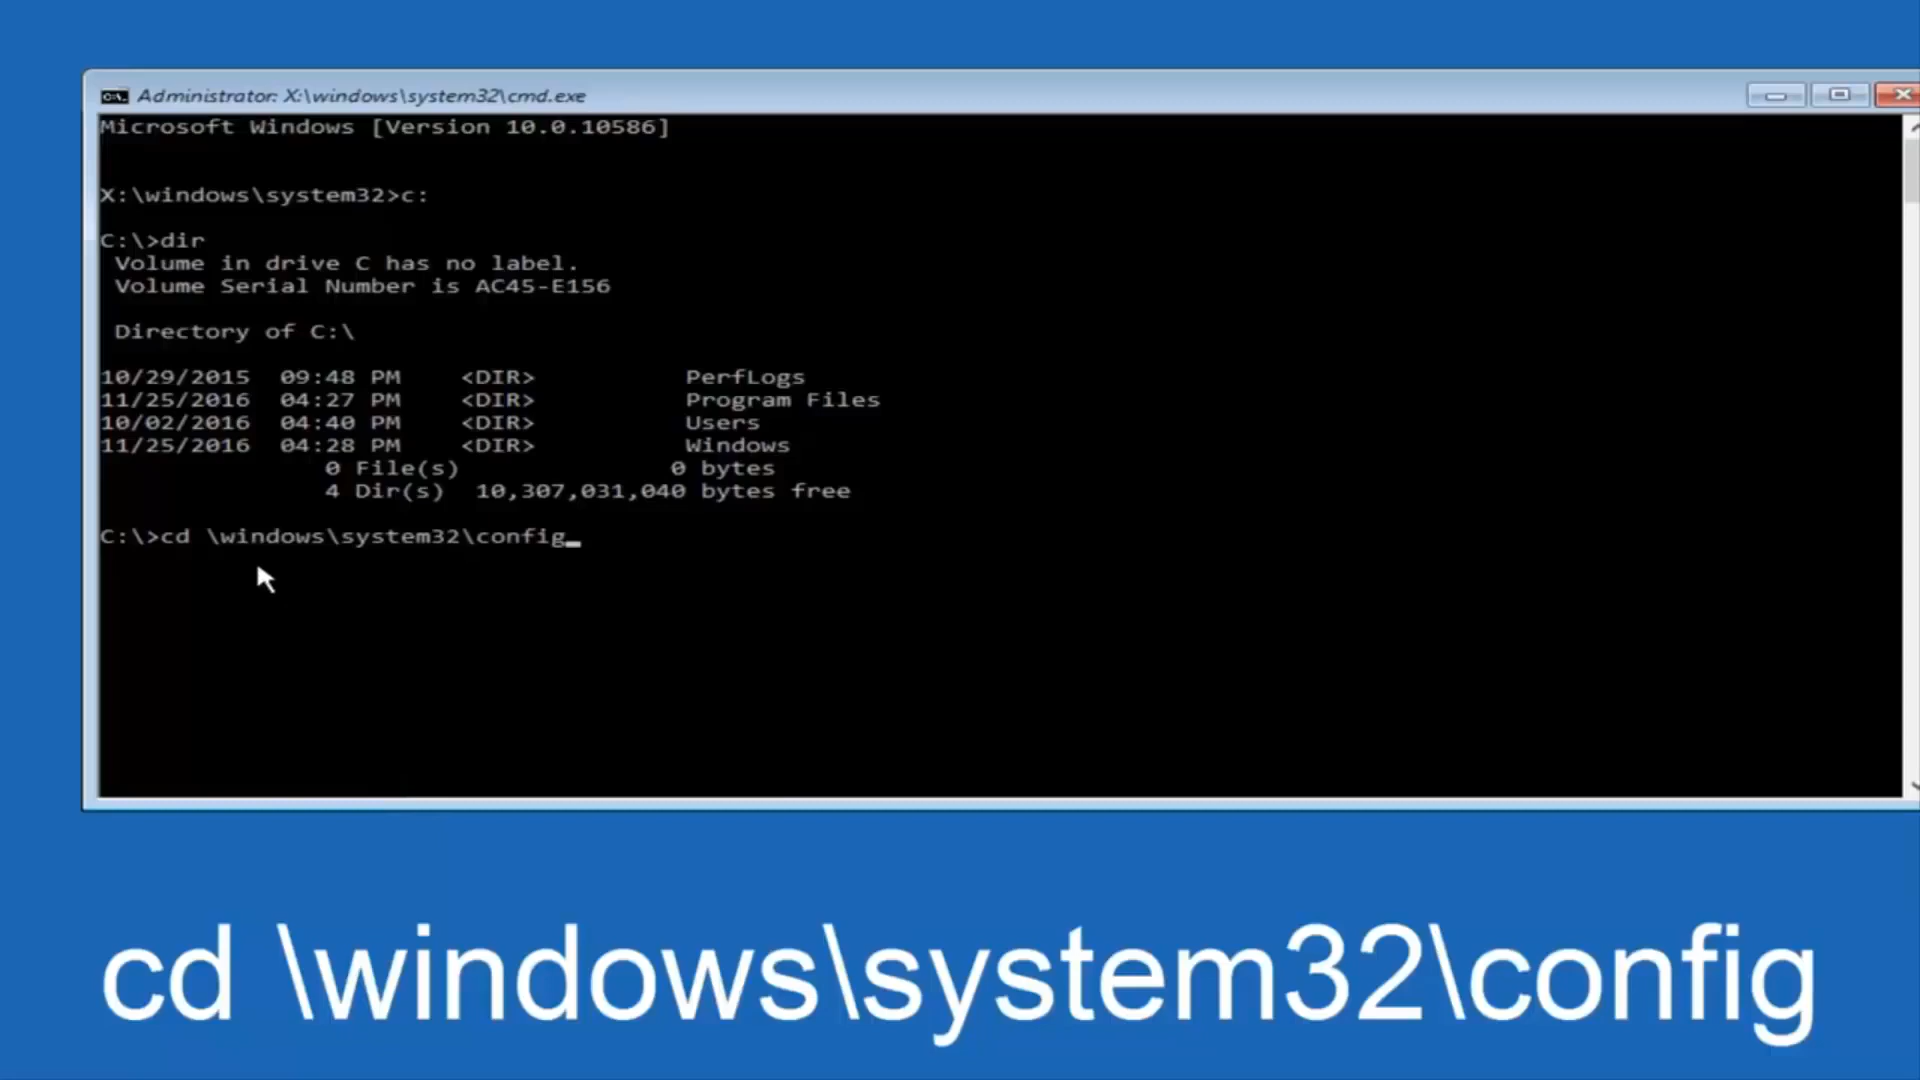 Administrator: X:\windows\system32\cmd.exe
Microsoft Windows [Version 10.0.10586]
X:\windows\system32>c:
C:\>dir
Volume in drive C has no label.
Volume Serial Number is AC45-E156
Directory of C:\
10/29/2015  09:48 PM    <DIR>          PerfLogs
11/25/2016  04:27 PM    <DIR>          Program Files
10/02/2016  04:40 PM    <DIR>          Users
11/25/2016  04:28 PM    <DIR>          Windows
0 File(s)              0 bytes
4 Dir(s)  10,307,031,040 bytes free
C:\>cd \windows\system32\config_
cd \windows\system32\config